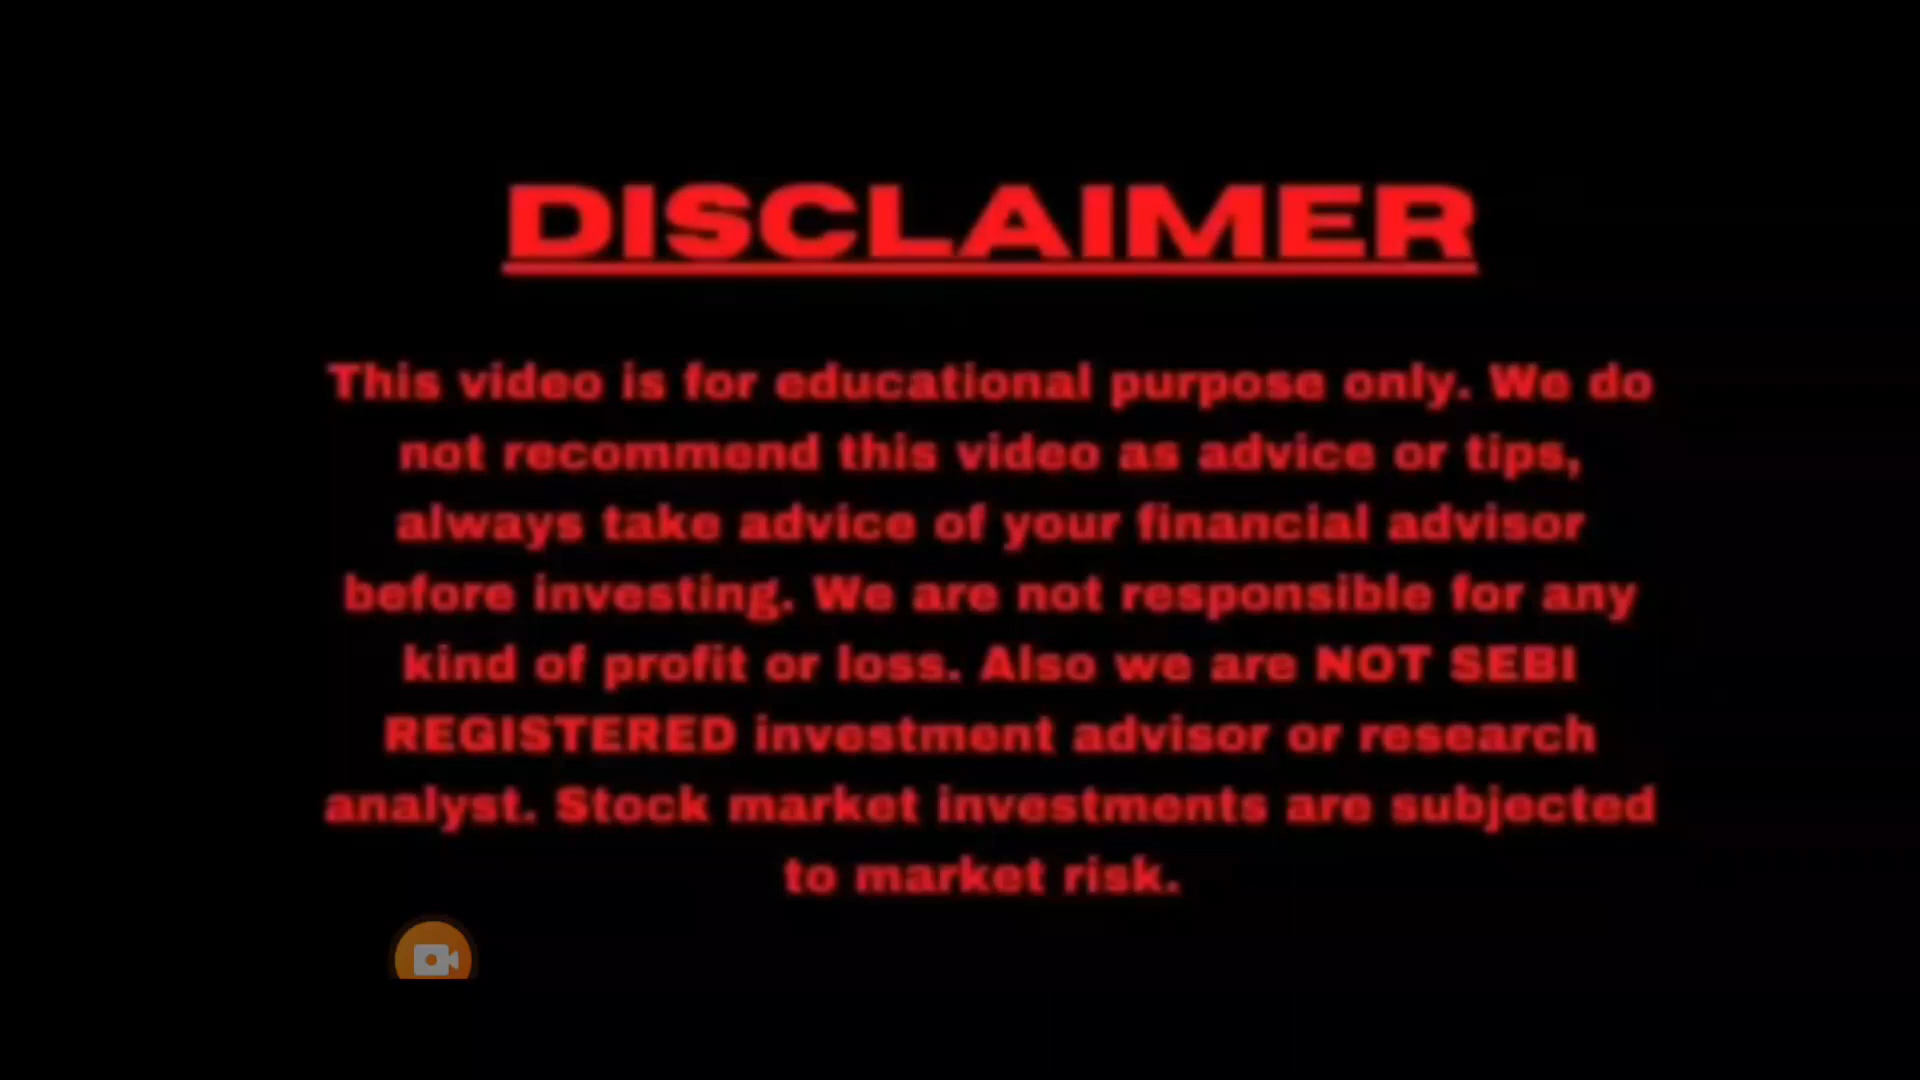 DISCLAIMER
This video is for educational purpose only. We do
not recommend this video as advice or tips,
always take advice of your financial advisor
before investing. We are not responsible for any
kind of profit or loss. Also we are NOT SEBI
REGISTERED investment advisor or research
analyst. Stock market investments are subjected
to market risk.